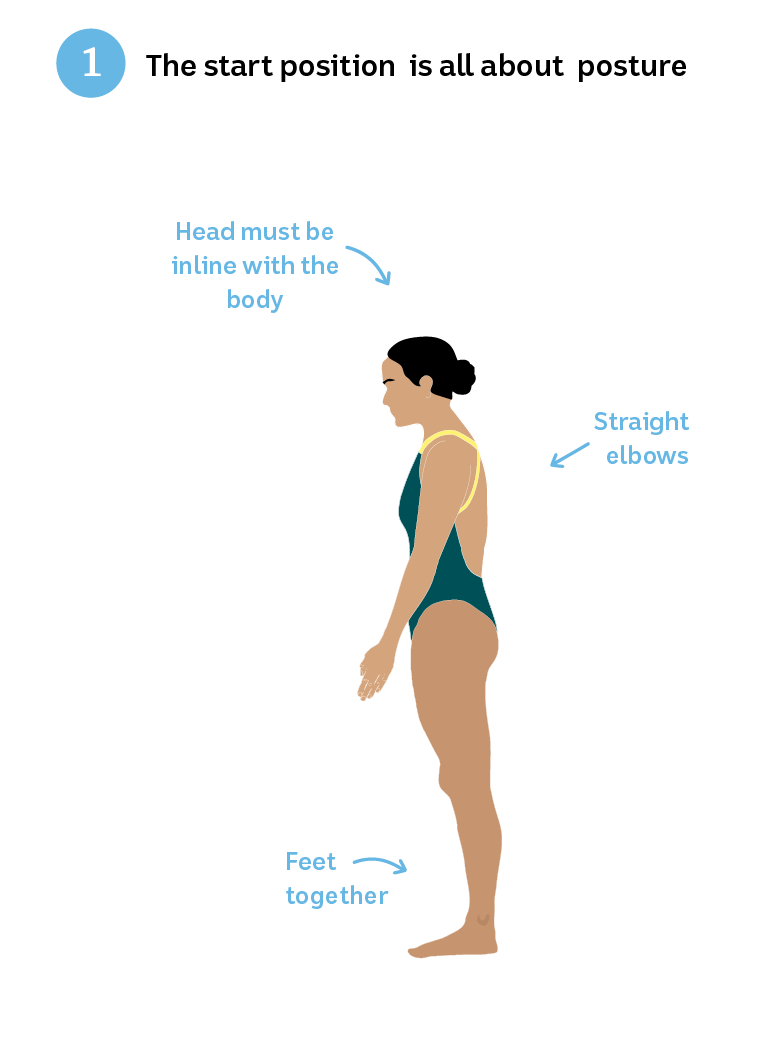 1 The start position is all about posture
Head must be
inline with the
body
Straight
elbows
Feet
together